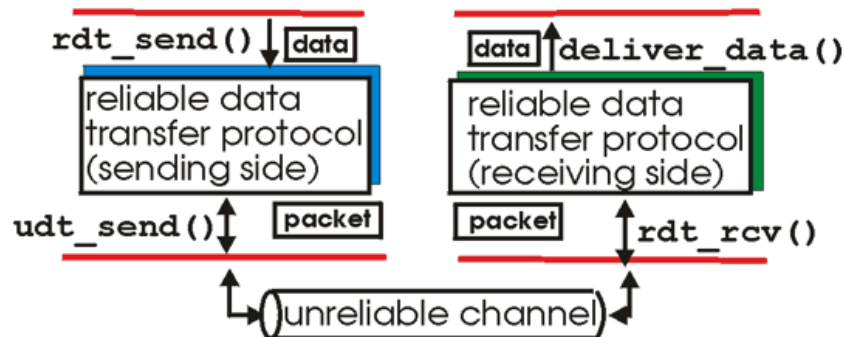 rdt_send()
data
data
deliver_data()
reliable data
transfer protocol
(sending side)
reliable data
transfer protocol
(receiving side)
udt_send()
packet
packet
rdt_rcv()
unreliable channel